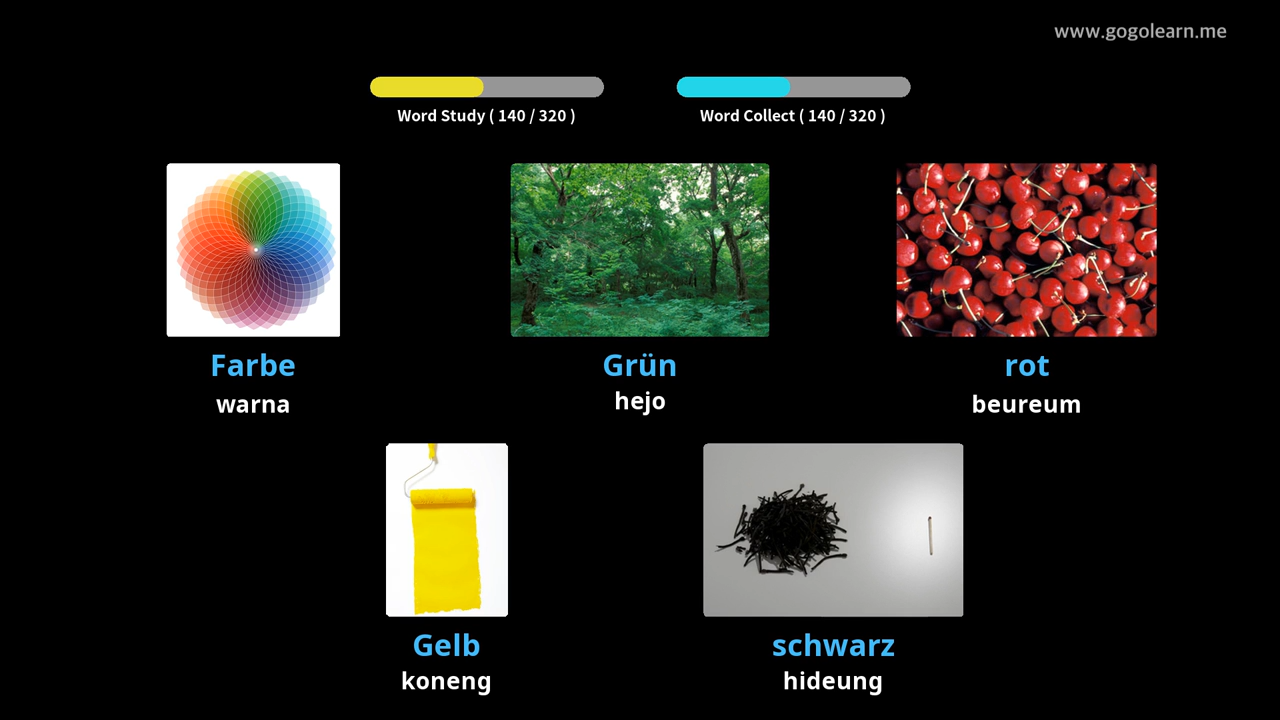 www.gogolearn.me
Word Study ( 140 / 320 )
Word Collect ( 140 / 320 )
Farbe
warna
Grün
hejo
rot
beureum
Gelb
koneng
schwarz
hideung